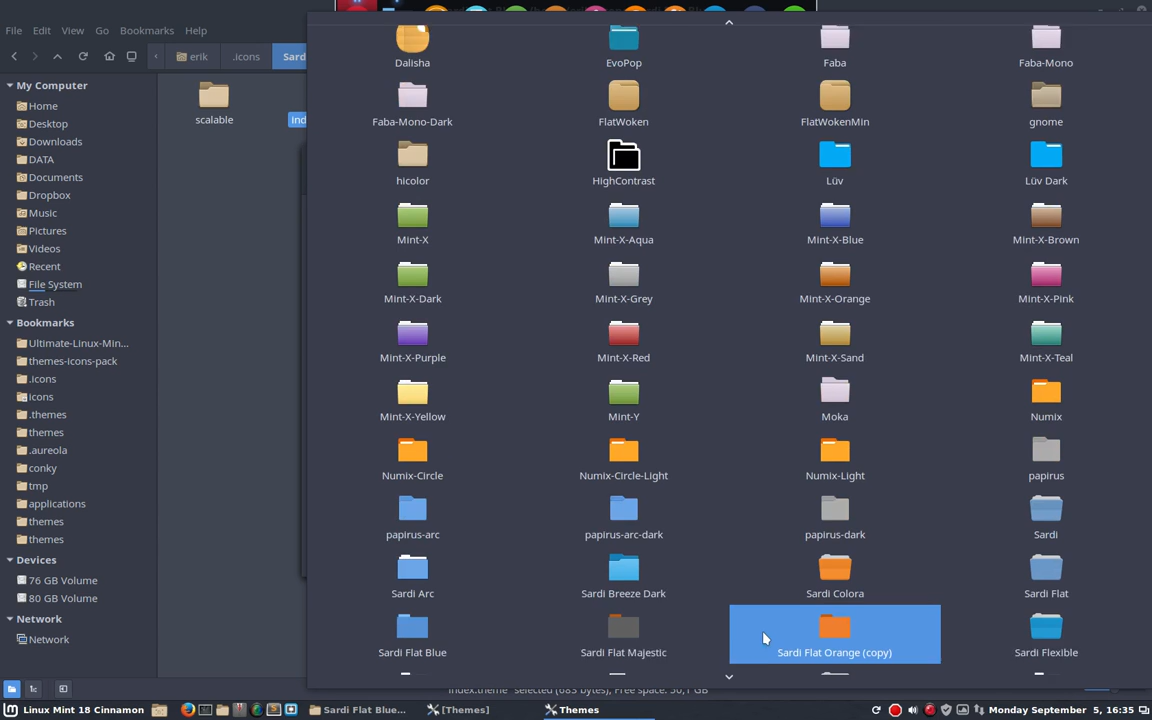 File Edit View Go Bookmarks Help
erik .icons Sard
My Computer
Home
Desktop
Downloads
DATA
Documents
Dropbox
Music
Pictures
Videos
Recent
File System
Trash
Bookmarks
Ultimate-Linux-Min...
themes-icons-pack
.icons
icons
.themes
themes
.aureola
conky
tmp
applications
themes
themes
Devices
76 GB Volume
80 GB Volume
Network
Network
scalable ind
Dalisha EvoPop Faba Faba-Mono
Faba-Mono-Dark FlatWoken FlatWokenMin gnome
hicolor HighContrast Lüv Lüv Dark
Mint-X Mint-X-Aqua Mint-X-Blue Mint-X-Brown
Mint-X-Dark Mint-X-Grey Mint-X-Orange Mint-X-Pink
Mint-X-Purple Mint-X-Red Mint-X-Sand Mint-X-Teal
Mint-X-Yellow Mint-Y Moka Numix
Numix-Circle Numix-Circle-Light Numix-Light papirus
papirus-arc papirus-arc-dark papirus-dark Sardi
Sardi Arc Sardi Breeze Dark Sardi Colora Sardi Flat
Sardi Flat Blue Sardi Flat Majestic Sardi Flat Orange (copy) Sardi Flexible
"index.theme" selected (683 bytes), Free space: 50,1 GB
Linux Mint 18 Cinnamon Sardi Flat Blue... [Themes] Themes Monday September 5, 16:35